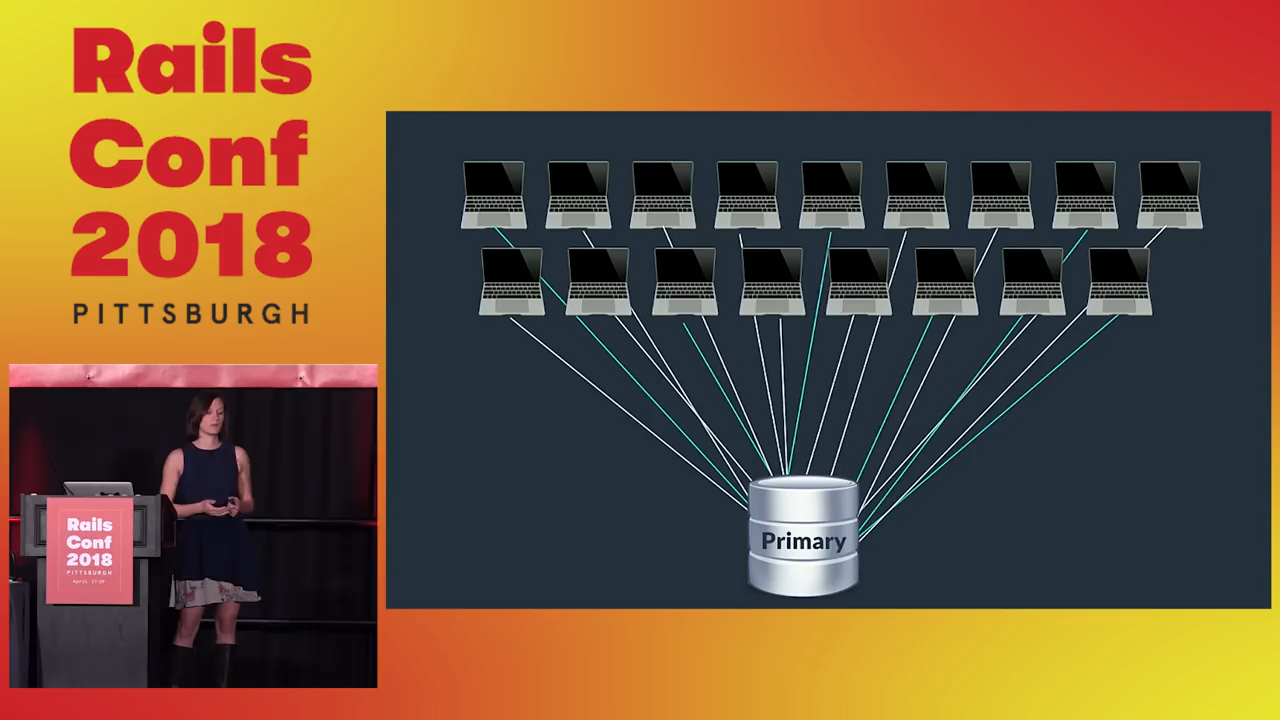 Rails
Conf
2018
PITTSBURGH
Primary
Rails
Conf
2018
PITTSBURGH